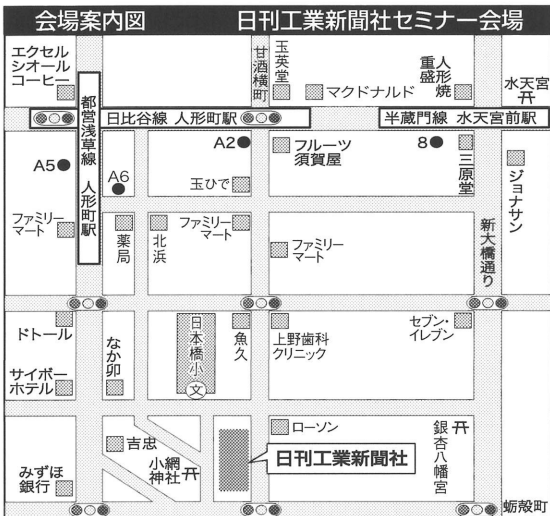 会場案内図
日刊工業新聞社セミナー会場
エクセル
シオール
コーヒー
甘酒横町
玉英堂
マクドナルド
人形焼
重盛
水天宮
都営浅草線 人形町駅
日比谷線 人形町駅
半蔵門線 水天宮前駅
A5
A6
A2
フルーツ
須賀屋
8
三原堂
ジョナサン
玉ひで
ファミリー
マート
薬局
北浜
ファミリー
マート
ファミリー
マート
新大橋通り
ドトール
なか卯
日本橋小
文
魚久
上野歯科
クリニック
セブン・
イレブン
サイボー
ホテル
吉忠
小網
神社
ローソン
日刊工業新聞社
銀杏八幡宮
みずほ
銀行
蛎殻町